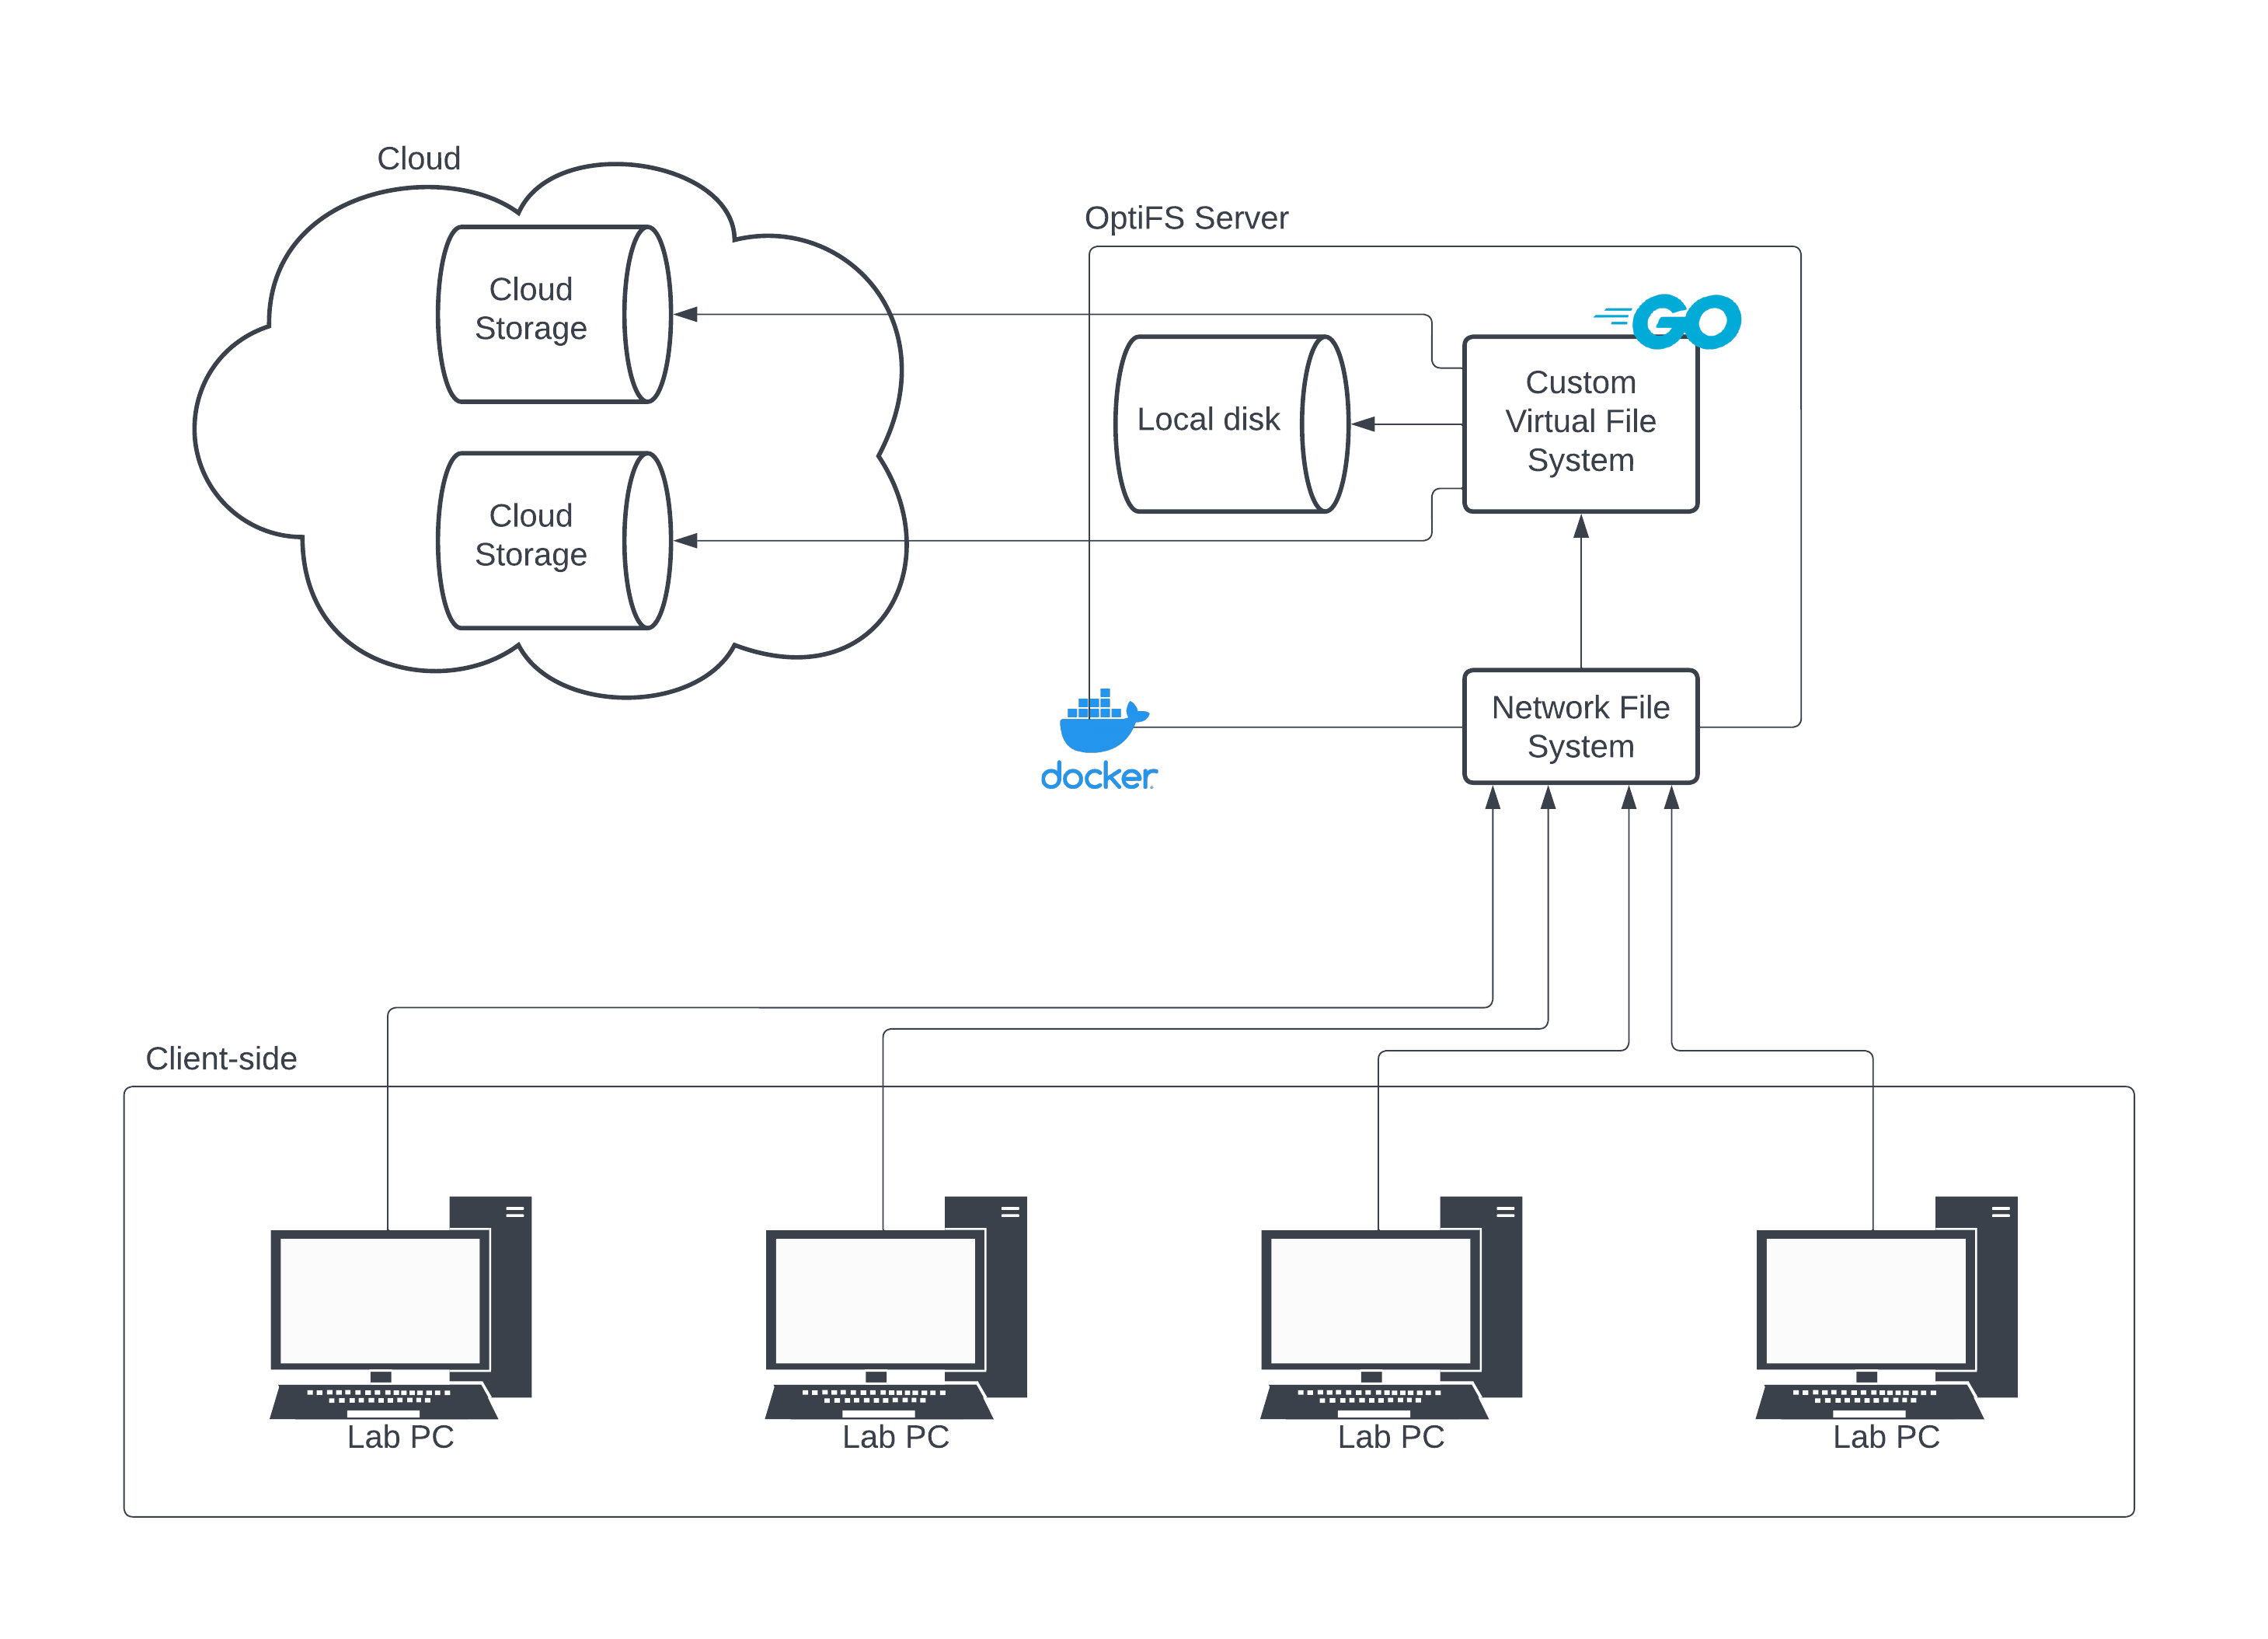 Cloud
Cloud
Storage
Cloud
Storage
OptiFS Server
GO
Local disk
Custom
Virtual File
System
docker
Network File
System
Client-side
Lab PC
Lab PC
Lab PC
Lab PC